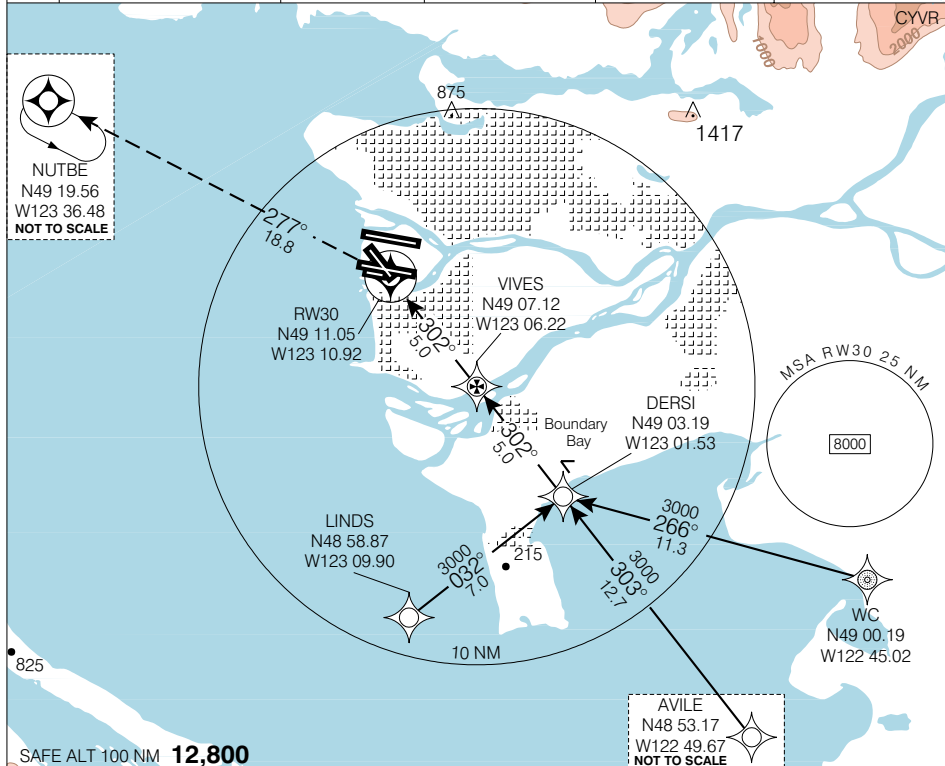 CYVR
1000
2000
875
1417
NUTBE
N49 19.56
W123 36.48
NOT TO SCALE
277°
18.8
VIVES
N49 07.12
W123 06.22
RW30
N49 11.05
W123 10.92
302°
5.0
MSA RW30 25 NM
8000
DERSI
N49 03.19
W123 01.53
Boundary
Bay
302°
5.0
LINDS
N48 58.87
W123 09.90
3000
032°
7.0
215
3000
266°
11.3
3000
303°
12.7
WC
N49 00.19
W122 45.02
10 NM
825
AVILE
N48 53.17
W122 49.67
NOT TO SCALE
SAFE ALT 100 NM 12,800